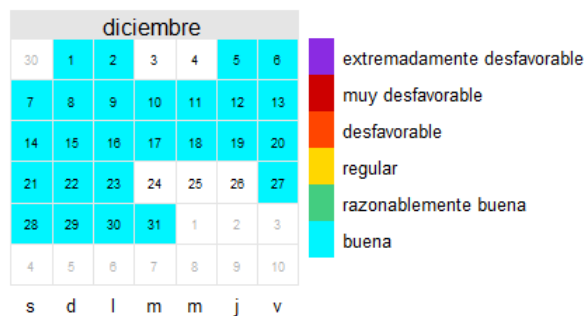 diciembre
30 1 2 3 4 5 6
7 8 9 10 11 12 13
14 15 16 17 18 19 20
21 22 23 24 25 26 27
28 29 30 31 1 2 3
4 5 6 7 8 9 10
s d l m m j v
extremadamente desfavorable
muy desfavorable
desfavorable
regular
razonablemente buena
buena